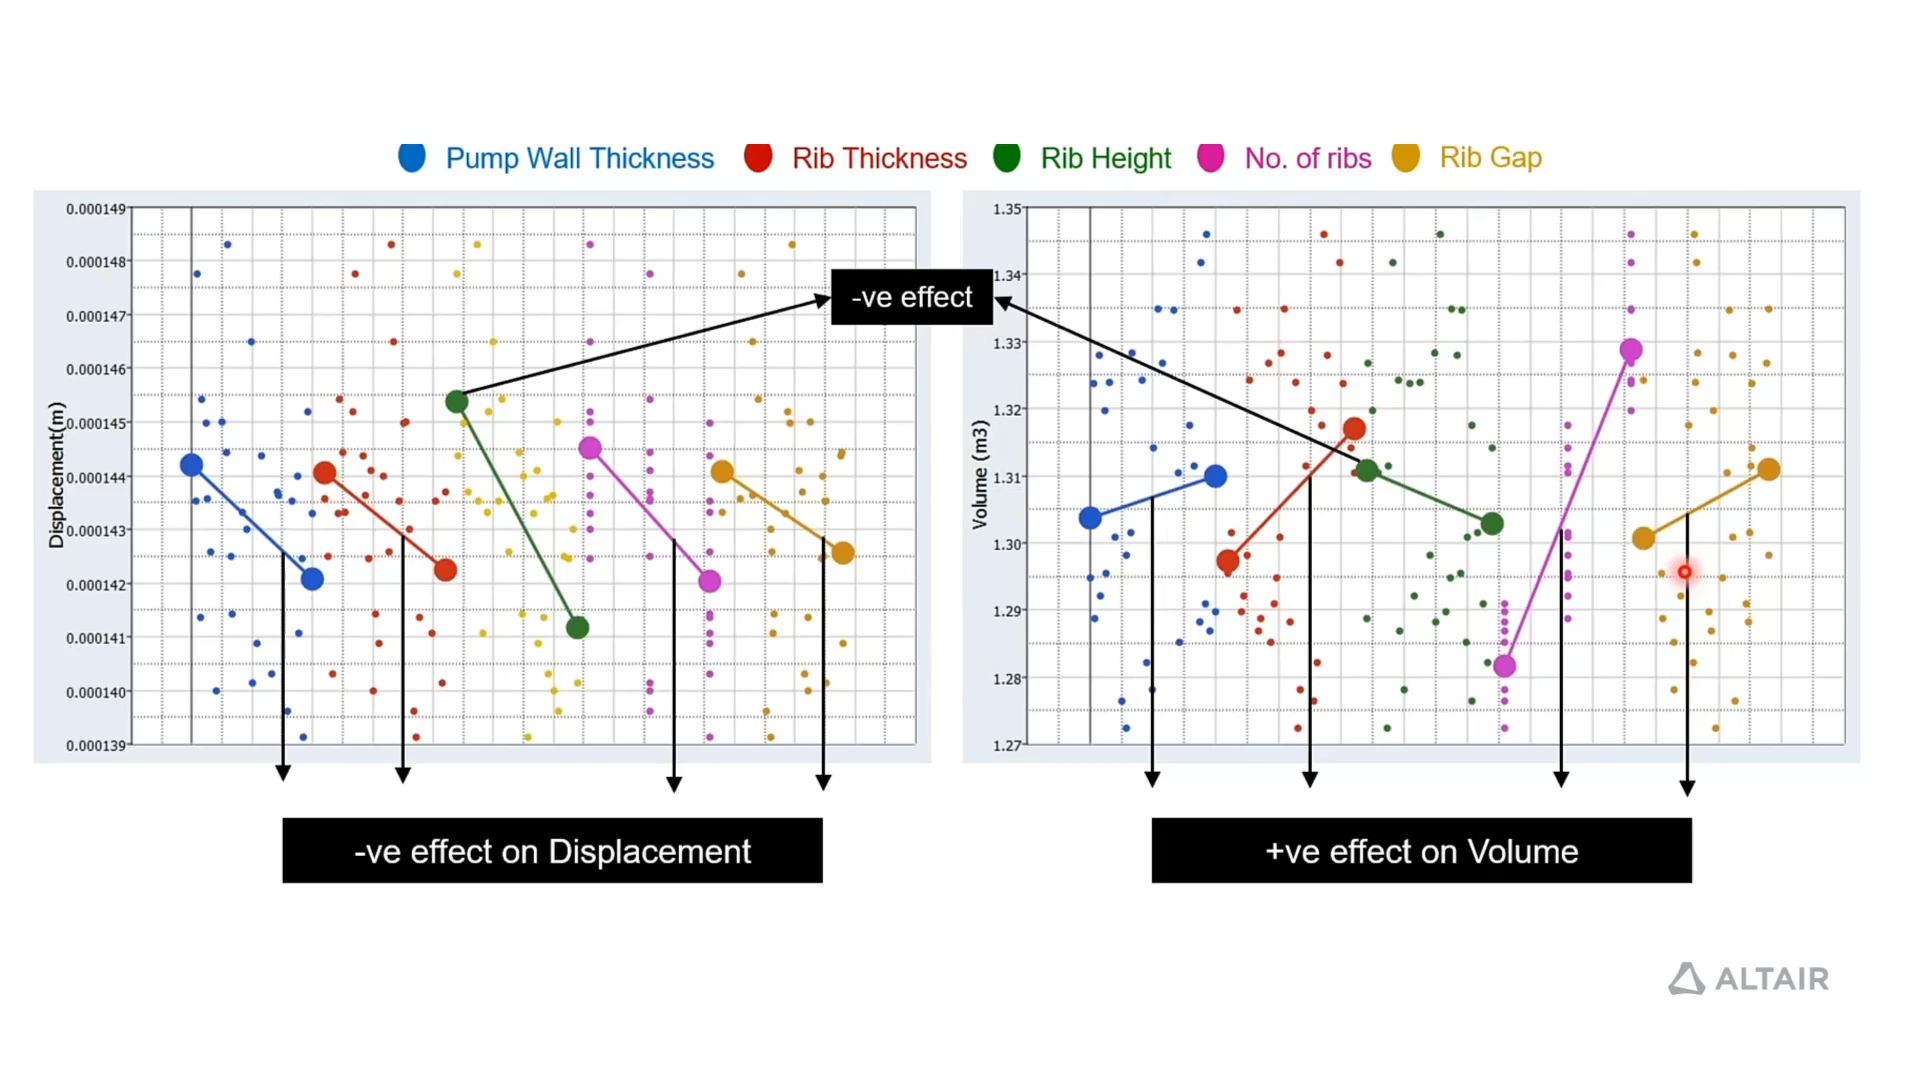 Pump Wall Thickness Rib Thickness Rib Height No. of ribs Rib Gap
0.000149
0.000148
0.000147
0.000146
0.000145
0.000144
0.000143
0.000142
0.000141
0.000140
0.000139
Displacement(m)
-ve effect
1.35
1.34
1.33
1.32
1.31
1.30
1.29
1.28
1.27
Volume (m3)
-ve effect on Displacement
+ve effect on Volume
ALTAIR